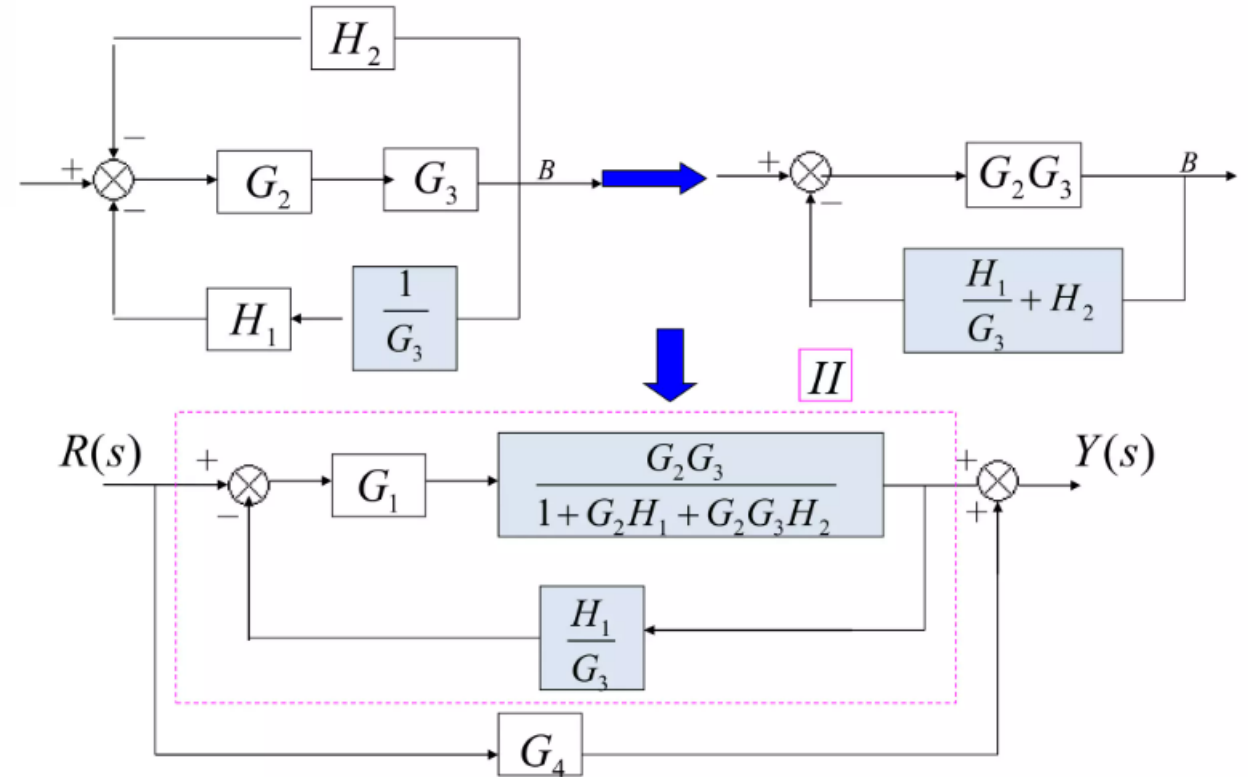 H₂
−
+
G₂
G₃
B
−
H₁
1
G₃
+
G₂G₃
B
−
H₁
G₃
+ H₂
II
R(s)
+
G₁
G₂G₃
1 + G₂H₁ + G₂G₃H₂
+
Y(s)
−
+
H₁
G₃
G₄